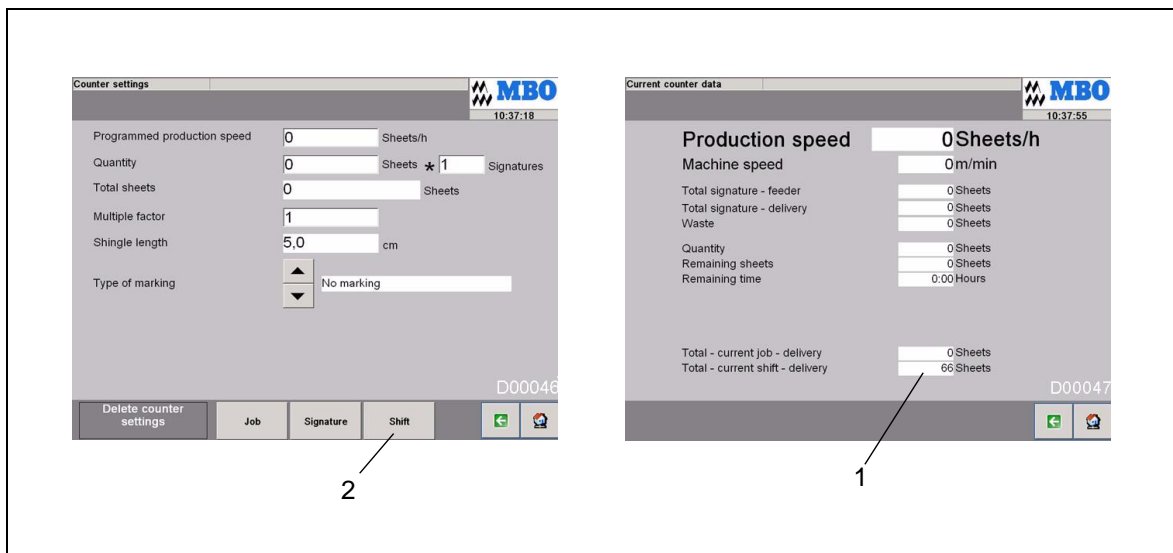 Counter settings
MBO
10:37:18
Programmed production speed 0 Sheets/h
Quantity 0 Sheets * 1 Signatures
Total sheets 0 Sheets
Multiple factor 1
Shingle length 5,0 cm
Type of marking No marking
D00046
Delete counter
settings Job Signature Shift
2
Current counter data
MBO
10:37:55
Production speed 0 Sheets/h
Machine speed 0 m/min
Total signature - feeder 0 Sheets
Total signature - delivery 0 Sheets
Waste 0 Sheets
Quantity 0 Sheets
Remaining sheets 0 Sheets
Remaining time 0:00 Hours
Total - current job - delivery 0 Sheets
Total - current shift - delivery 66 Sheets
D00047
1